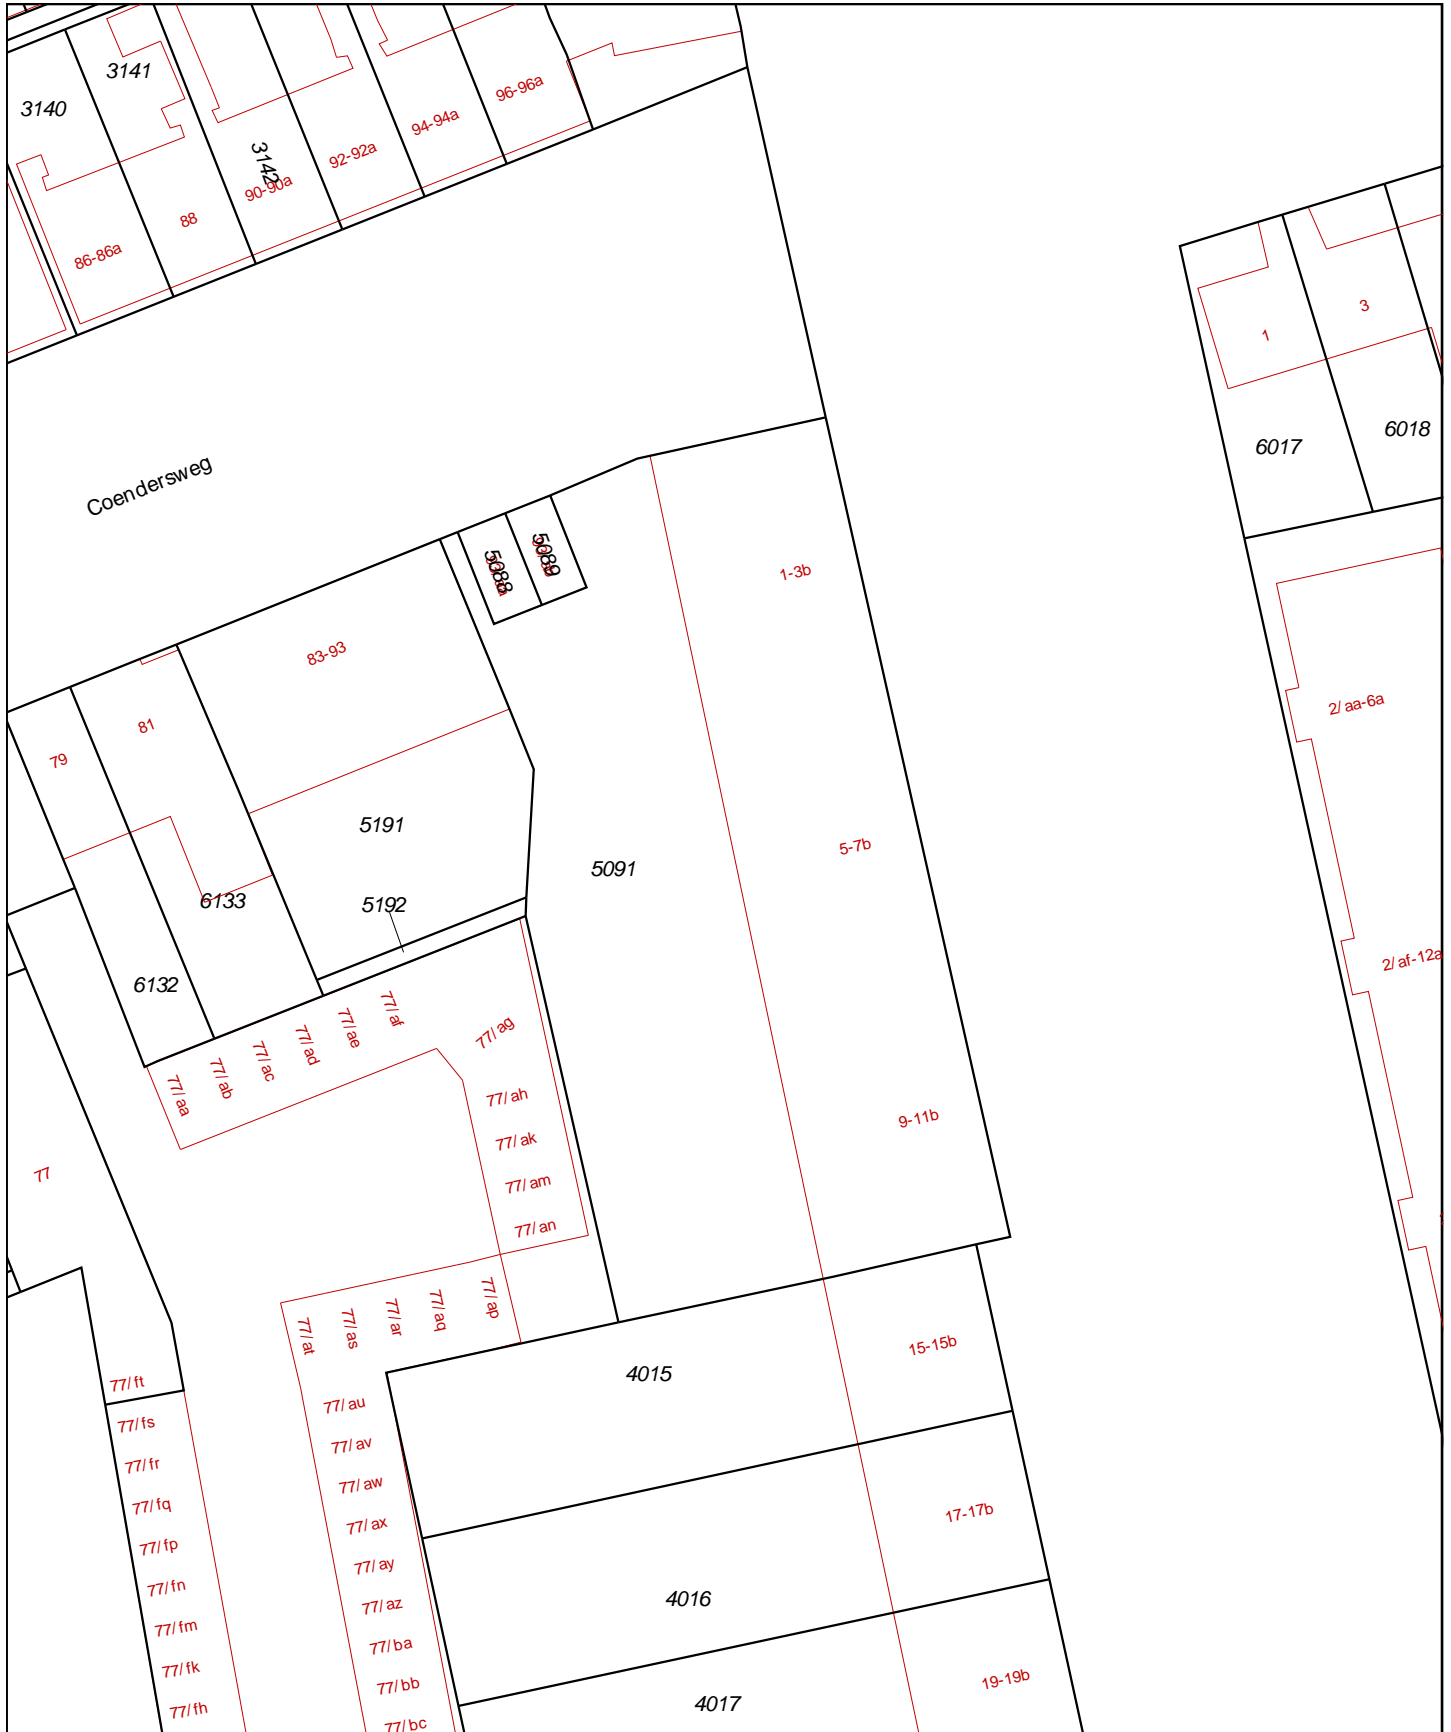 3141
3140
96-96a
94-94a
3142
92-92a
90-90a
88
86-86a
3
1
6018
6017
Coendersweg
5088
5089
1-3b
83-93
2/ aa-6a
81
79
5191
5-7b
5091
6133
5192
2/ af-12a
6132
77/ aa
77/ ab
77/ ac
77/ ad
77/ ae
77/ af
77/ ag
77/ ah
9-11b
77/ ak
77
77/ am
77/ an
77/ at
77/ as
77/ ar
77/ aq
77/ ap
15-15b
4015
77/ ft
77/ au
77/ fs
77/ av
77/ fr
77/ aw
77/ fq
17-17b
77/ ax
77/ fp
77/ ay
77/ fn
4016
77/ az
77/ fm
77/ ba
77/ fk
19-19b
77/ bb
4017
77/ fh
77/ bc